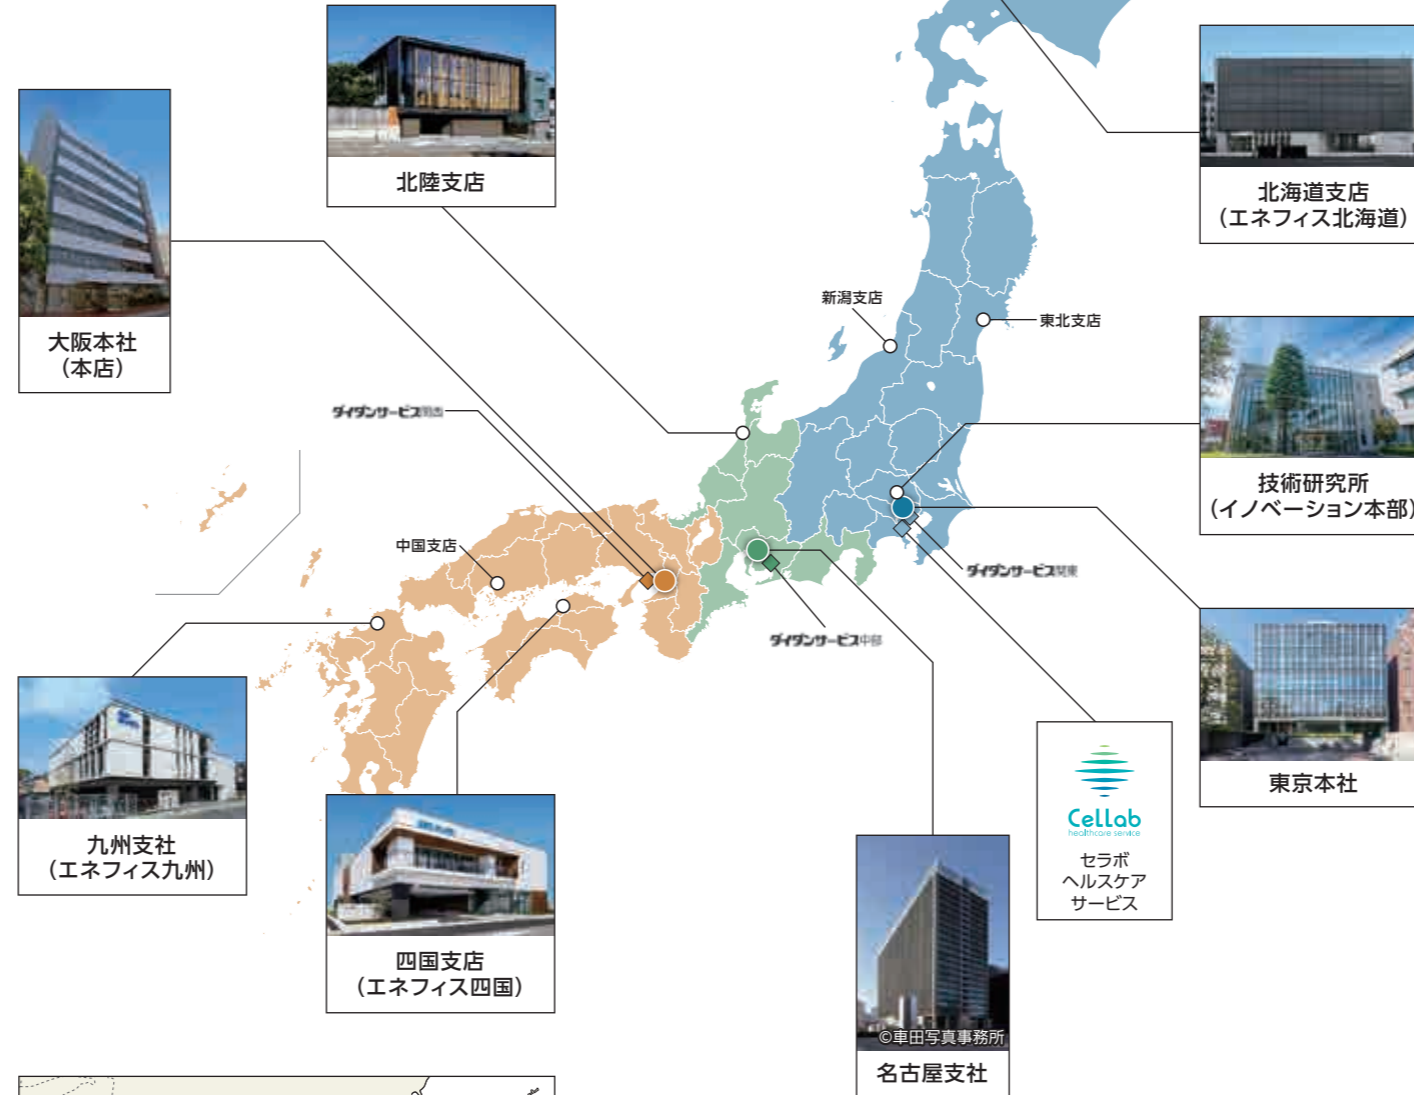 北陸支店
北海道支店
（エネフィス北海道）
大阪本社
（本店）
新潟支店
東北支店
ダイダンサービス関西
技術研究所
（イノベーション本部）
中国支店
ダイダンサービス関東
ダイダンサービス中部
東京本社
九州支社
（エネフィス九州）
Cellab
healthcare service
セラボ
ヘルスケア
サービス
四国支店
（エネフィス四国）
©車田写真事務所
名古屋支社